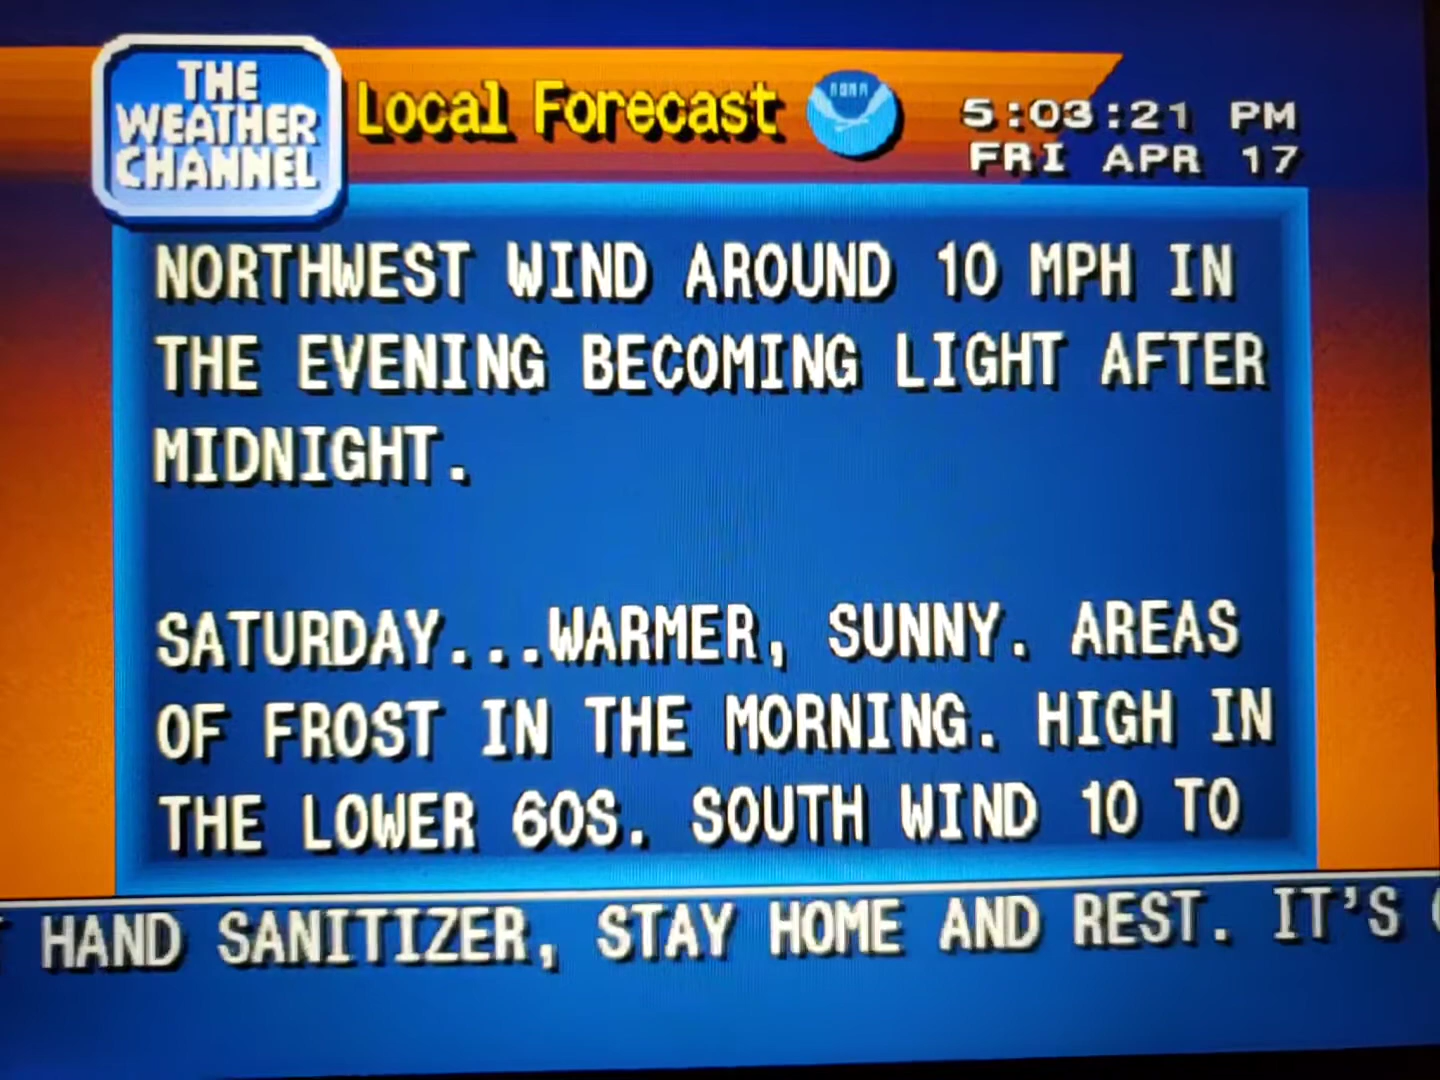 THE
WEATHER
CHANNEL
Local Forecast
NOAA
5:03:21 PM
FRI APR 17
NORTHWEST WIND AROUND 10 MPH IN
THE EVENING BECOMING LIGHT AFTER
MIDNIGHT.
SATURDAY...WARMER, SUNNY. AREAS
OF FROST IN THE MORNING. HIGH IN
THE LOWER 60S. SOUTH WIND 10 TO
HAND SANITIZER, STAY HOME AND REST. IT'S